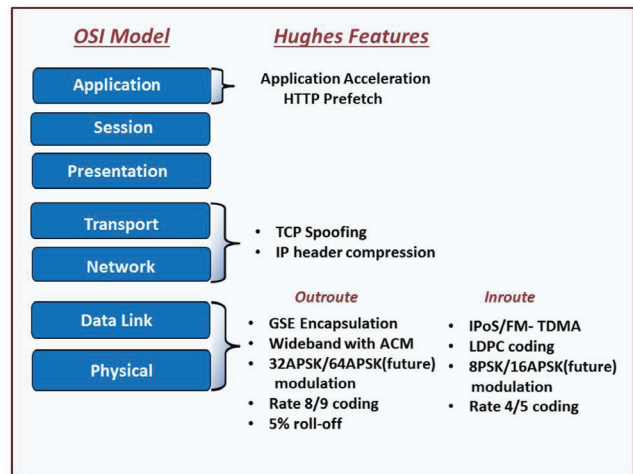 OSI Model
Hughes Features
Application
Application Acceleration
HTTP Prefetch
Session
Presentation
Transport
Network
• TCP Spoofing
• IP header compression
Data Link
Physical
Outroute
• GSE Encapsulation
• Wideband with ACM
• 32APSK/64APSK(future)
modulation
• Rate 8/9 coding
• 5% roll-off
Inroute
• IPoS/FM- TDMA
• LDPC coding
• 8PSK/16APSK(future)
modulation
• Rate 4/5 coding